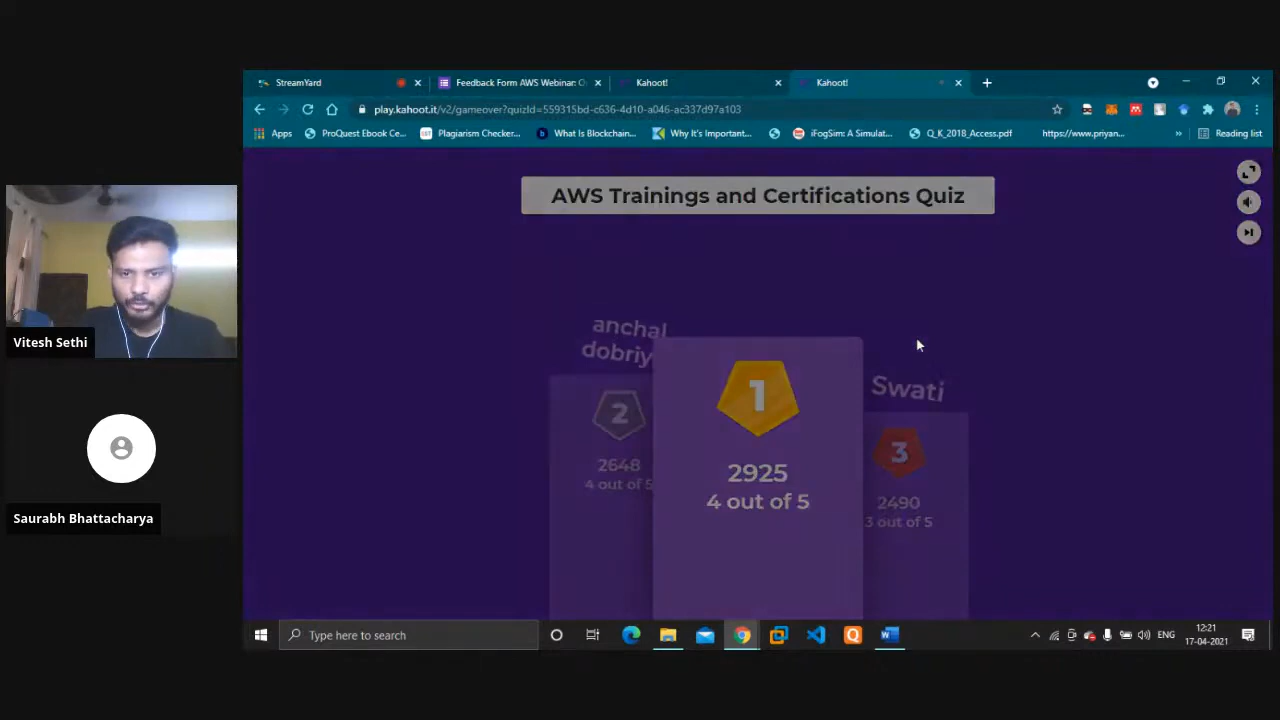 StreamYard
Feedback Form AWS Webinar: O
Kahoot!
Kahoot!
play.kahoot.it/v2/gameover?quizId=559315bd-c636-4d10-a046-ac337d97a103
Apps
ProQuest Ebook Ce...
Plagiarism Checker...
What Is Blockchain...
Why It's Important...
iFogSim: A Simulat...
Q_K_2018_Access.pdf
https://www.priyan...
»
Reading list
AWS Trainings and Certifications Quiz
anchal
dobriy
1
Swati
2
3
2925
2648
4 out of 5
4 out of 5
2490
3 out of 5
Vitesh Sethi
Saurabh Bhattacharya
Type here to search
ENG
12:21
17-04-2021